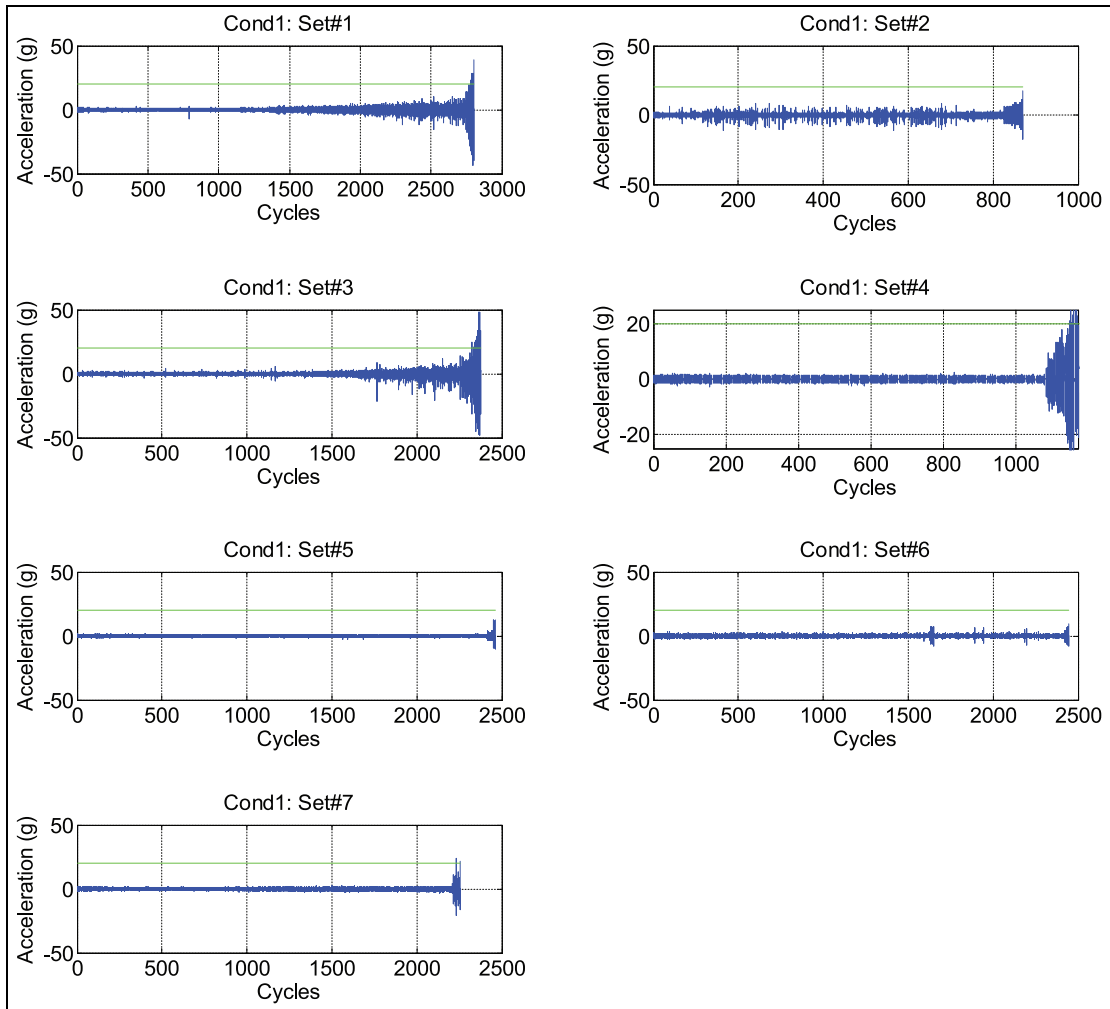 Cond1: Set#1
50
0
-50
Acceleration (g)
0 500 1000 1500 2000 2500 3000
Cycles
Cond1: Set#2
50
0
-50
Acceleration (g)
0 200 400 600 800 1000
Cycles
Cond1: Set#3
50
0
-50
Acceleration (g)
0 500 1000 1500 2000 2500
Cycles
Cond1: Set#4
20
0
-20
Acceleration (g)
0 200 400 600 800 1000
Cycles
Cond1: Set#5
50
0
-50
Acceleration (g)
0 500 1000 1500 2000 2500
Cycles
Cond1: Set#6
50
0
-50
Acceleration (g)
0 500 1000 1500 2000 2500
Cycles
Cond1: Set#7
50
0
-50
Acceleration (g)
0 500 1000 1500 2000 2500
Cycles